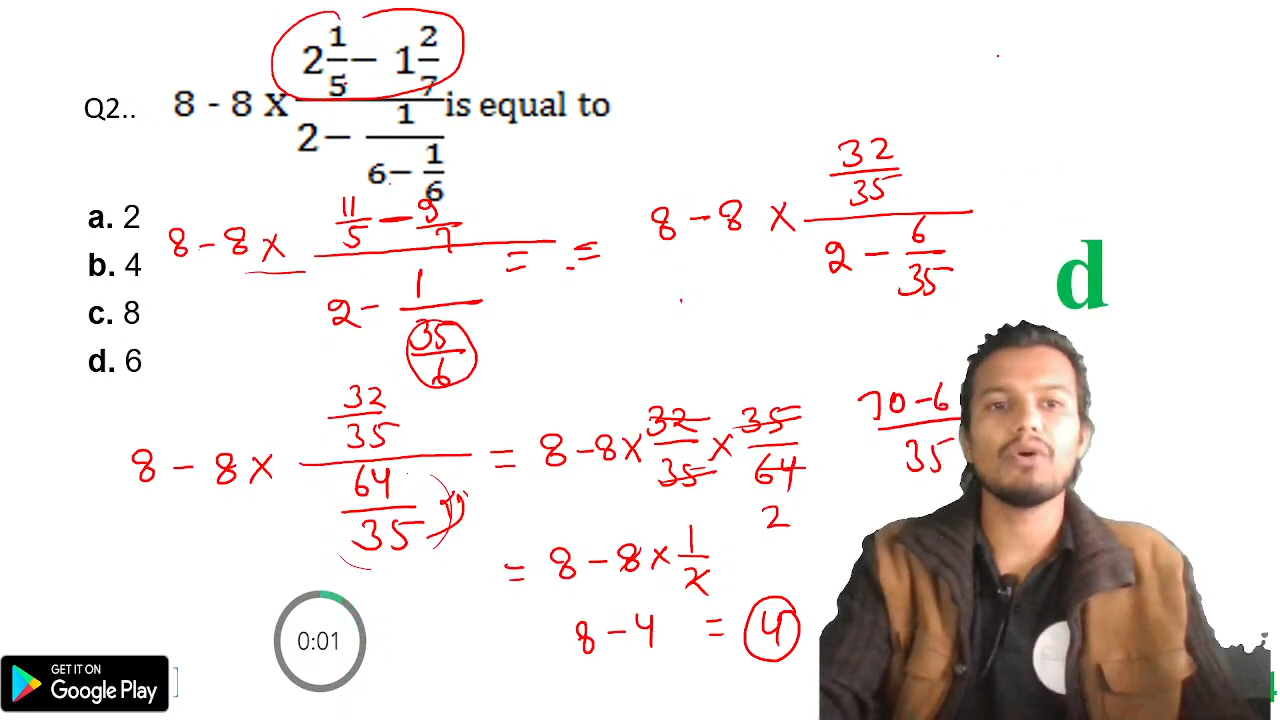 Q2.. 8 - 8 X (2 1/5 − 1 2/7) / (2 − 1/(6 − 1/6)) is equal to
a. 2
b. 4
c. 8
d. 6
8 - 8 × (11/5 - 9/7) / (2 - 1/(35/6)) = =
8 - 8 × (32/35) / (2 - 6/35)
d
8 - 8 × (32/35) / (64/35) = 8 - 8 × 32/35 × 35/64
2
70 - 6 / 35
= 8 - 8 × 1/2
8 - 4 = 4
0:01
GET IT ON
Google Play